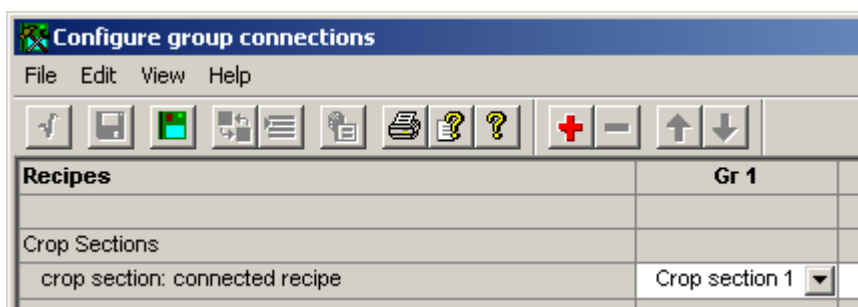 Configure group connections
File Edit View Help
Recipes Gr 1
Crop Sections
crop section: connected recipe Crop section 1